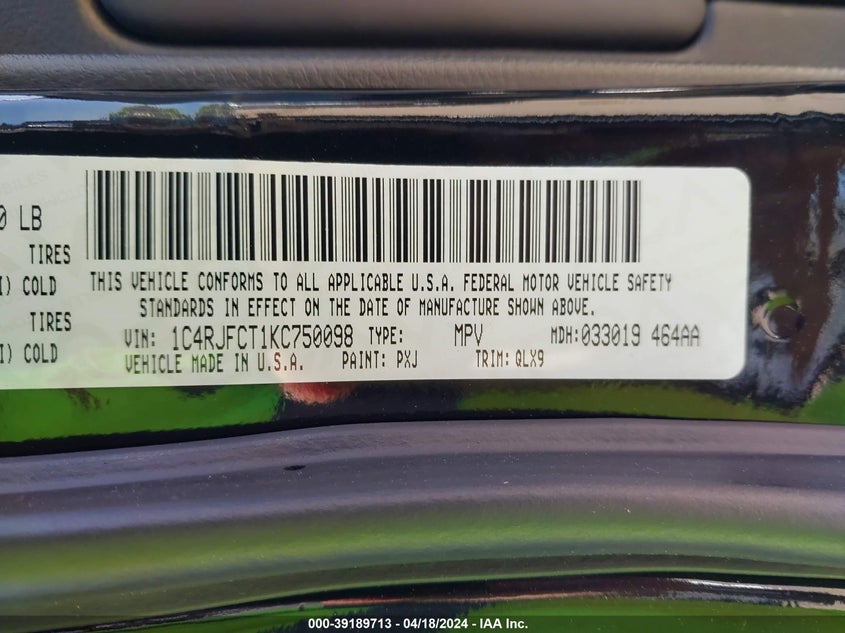 0 LB
TIRES
I) COLD
TIRES
I) COLD
THIS VEHICLE CONFORMS TO ALL APPLICABLE U.S.A. FEDERAL MOTOR VEHICLE SAFETY
STANDARDS IN EFFECT ON THE DATE OF MANUFACTURE SHOWN ABOVE.
VIN: 1C4RJFCT1KC750098 TYPE: MPV MDH:033019 464AA
VEHICLE MADE IN U.S.A. PAINT: PXJ TRIM: QLX9
000-39189713 - 04/18/2024 - IAA Inc.